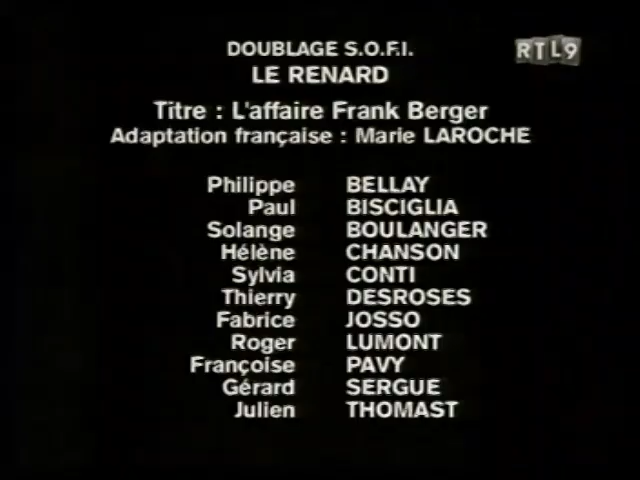 DOUBLAGE S.O.F.I.
RTL9
LE RENARD
Titre : L'affaire Frank Berger
Adaptation française : Marie LAROCHE
Philippe BELLAY
Paul BISCIGLIA
Solange BOULANGER
Hélène CHANSON
Sylvia CONTI
Thierry DESROSES
Fabrice JOSSO
Roger LUMONT
Françoise PAVY
Gérard SERGUE
Julien THOMAST